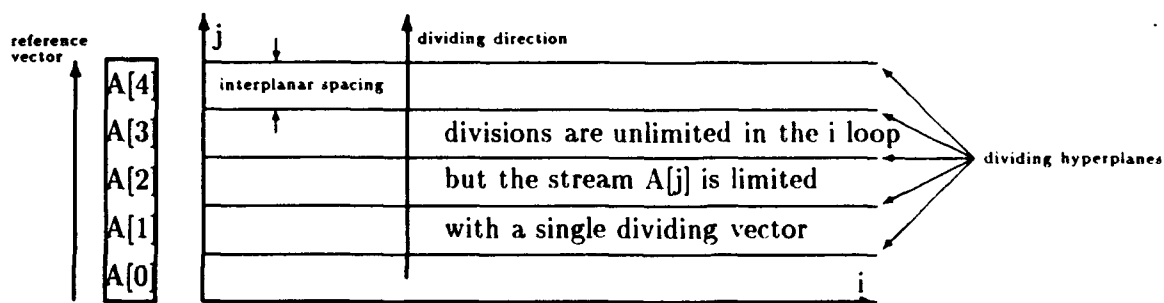 reference
vector
j
dividing direction
A[4]
interplanar spacing
A[3]
divisions are unlimited in the i loop
dividing hyperplanes
A[2]
but the stream A[j] is limited
A[1]
with a single dividing vector
A[0]
i